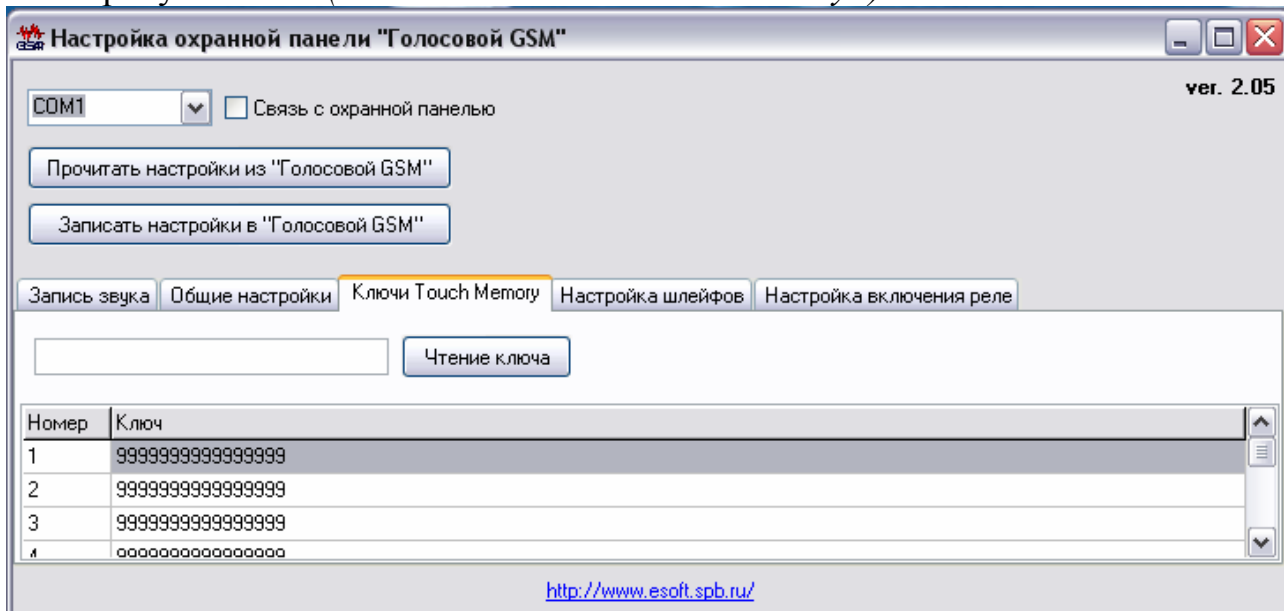 Настройка охранной панели "Голосовой GSM"
ver. 2.05
COM1 Связь с охранной панелью
Прочитать настройки из "Голосовой GSM"
Записать настройки в "Голосовой GSM"
Запись звука Общие настройки Ключи Touch Memory Настройка шлейфов Настройка включения реле
Чтение ключа
Номер Ключ
1 9999999999999999
2 9999999999999999
3 9999999999999999
4 9999999999999999
http://www.esoft.spb.ru/